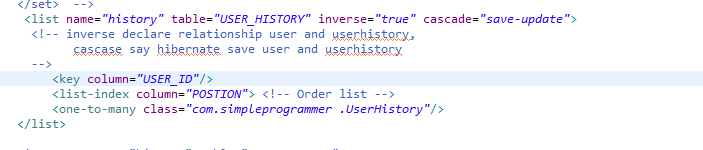 </set>  -->
<list name="history" table="USER_HISTORY" inverse="true" cascade="save-update">
<!-- inverse declare relationship user and userhistory,
cascase say hibernate save user and userhistory
-->
<key column="USER_ID"/>
<list-index column="POSTION"> <!-- Order list -->
<one-to-many class="com.simpleprogrammer .UserHistory"/>
</list>